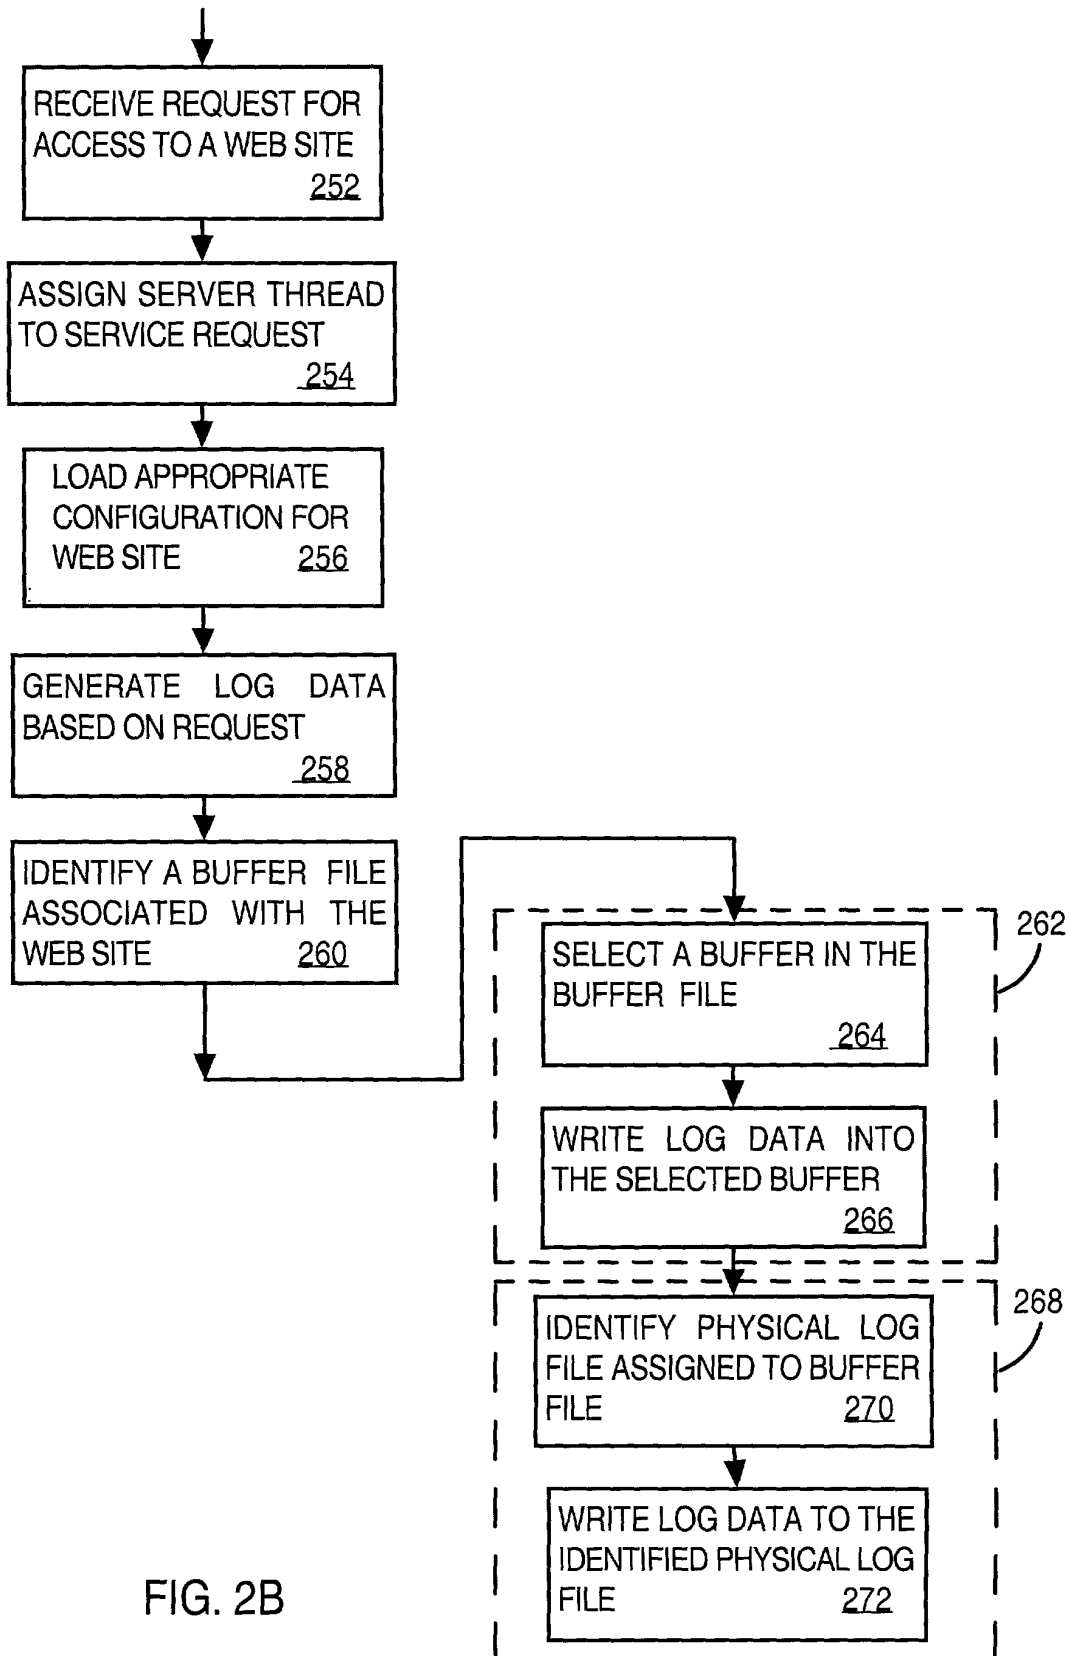 RECEIVE REQUEST FOR
ACCESS TO A WEB SITE
252
ASSIGN SERVER THREAD
TO SERVICE REQUEST
254
LOAD APPROPRIATE
CONFIGURATION FOR
WEB SITE 256
GENERATE LOG DATA
BASED ON REQUEST
258
IDENTIFY A BUFFER FILE
ASSOCIATED WITH THE
WEB SITE 260
262
SELECT A BUFFER IN THE
BUFFER FILE
264
WRITE LOG DATA INTO
THE SELECTED BUFFER
266
268
IDENTIFY PHYSICAL LOG
FILE ASSIGNED TO BUFFER
FILE 270
WRITE LOG DATA TO THE
IDENTIFIED PHYSICAL LOG
FILE 272
FIG. 2B